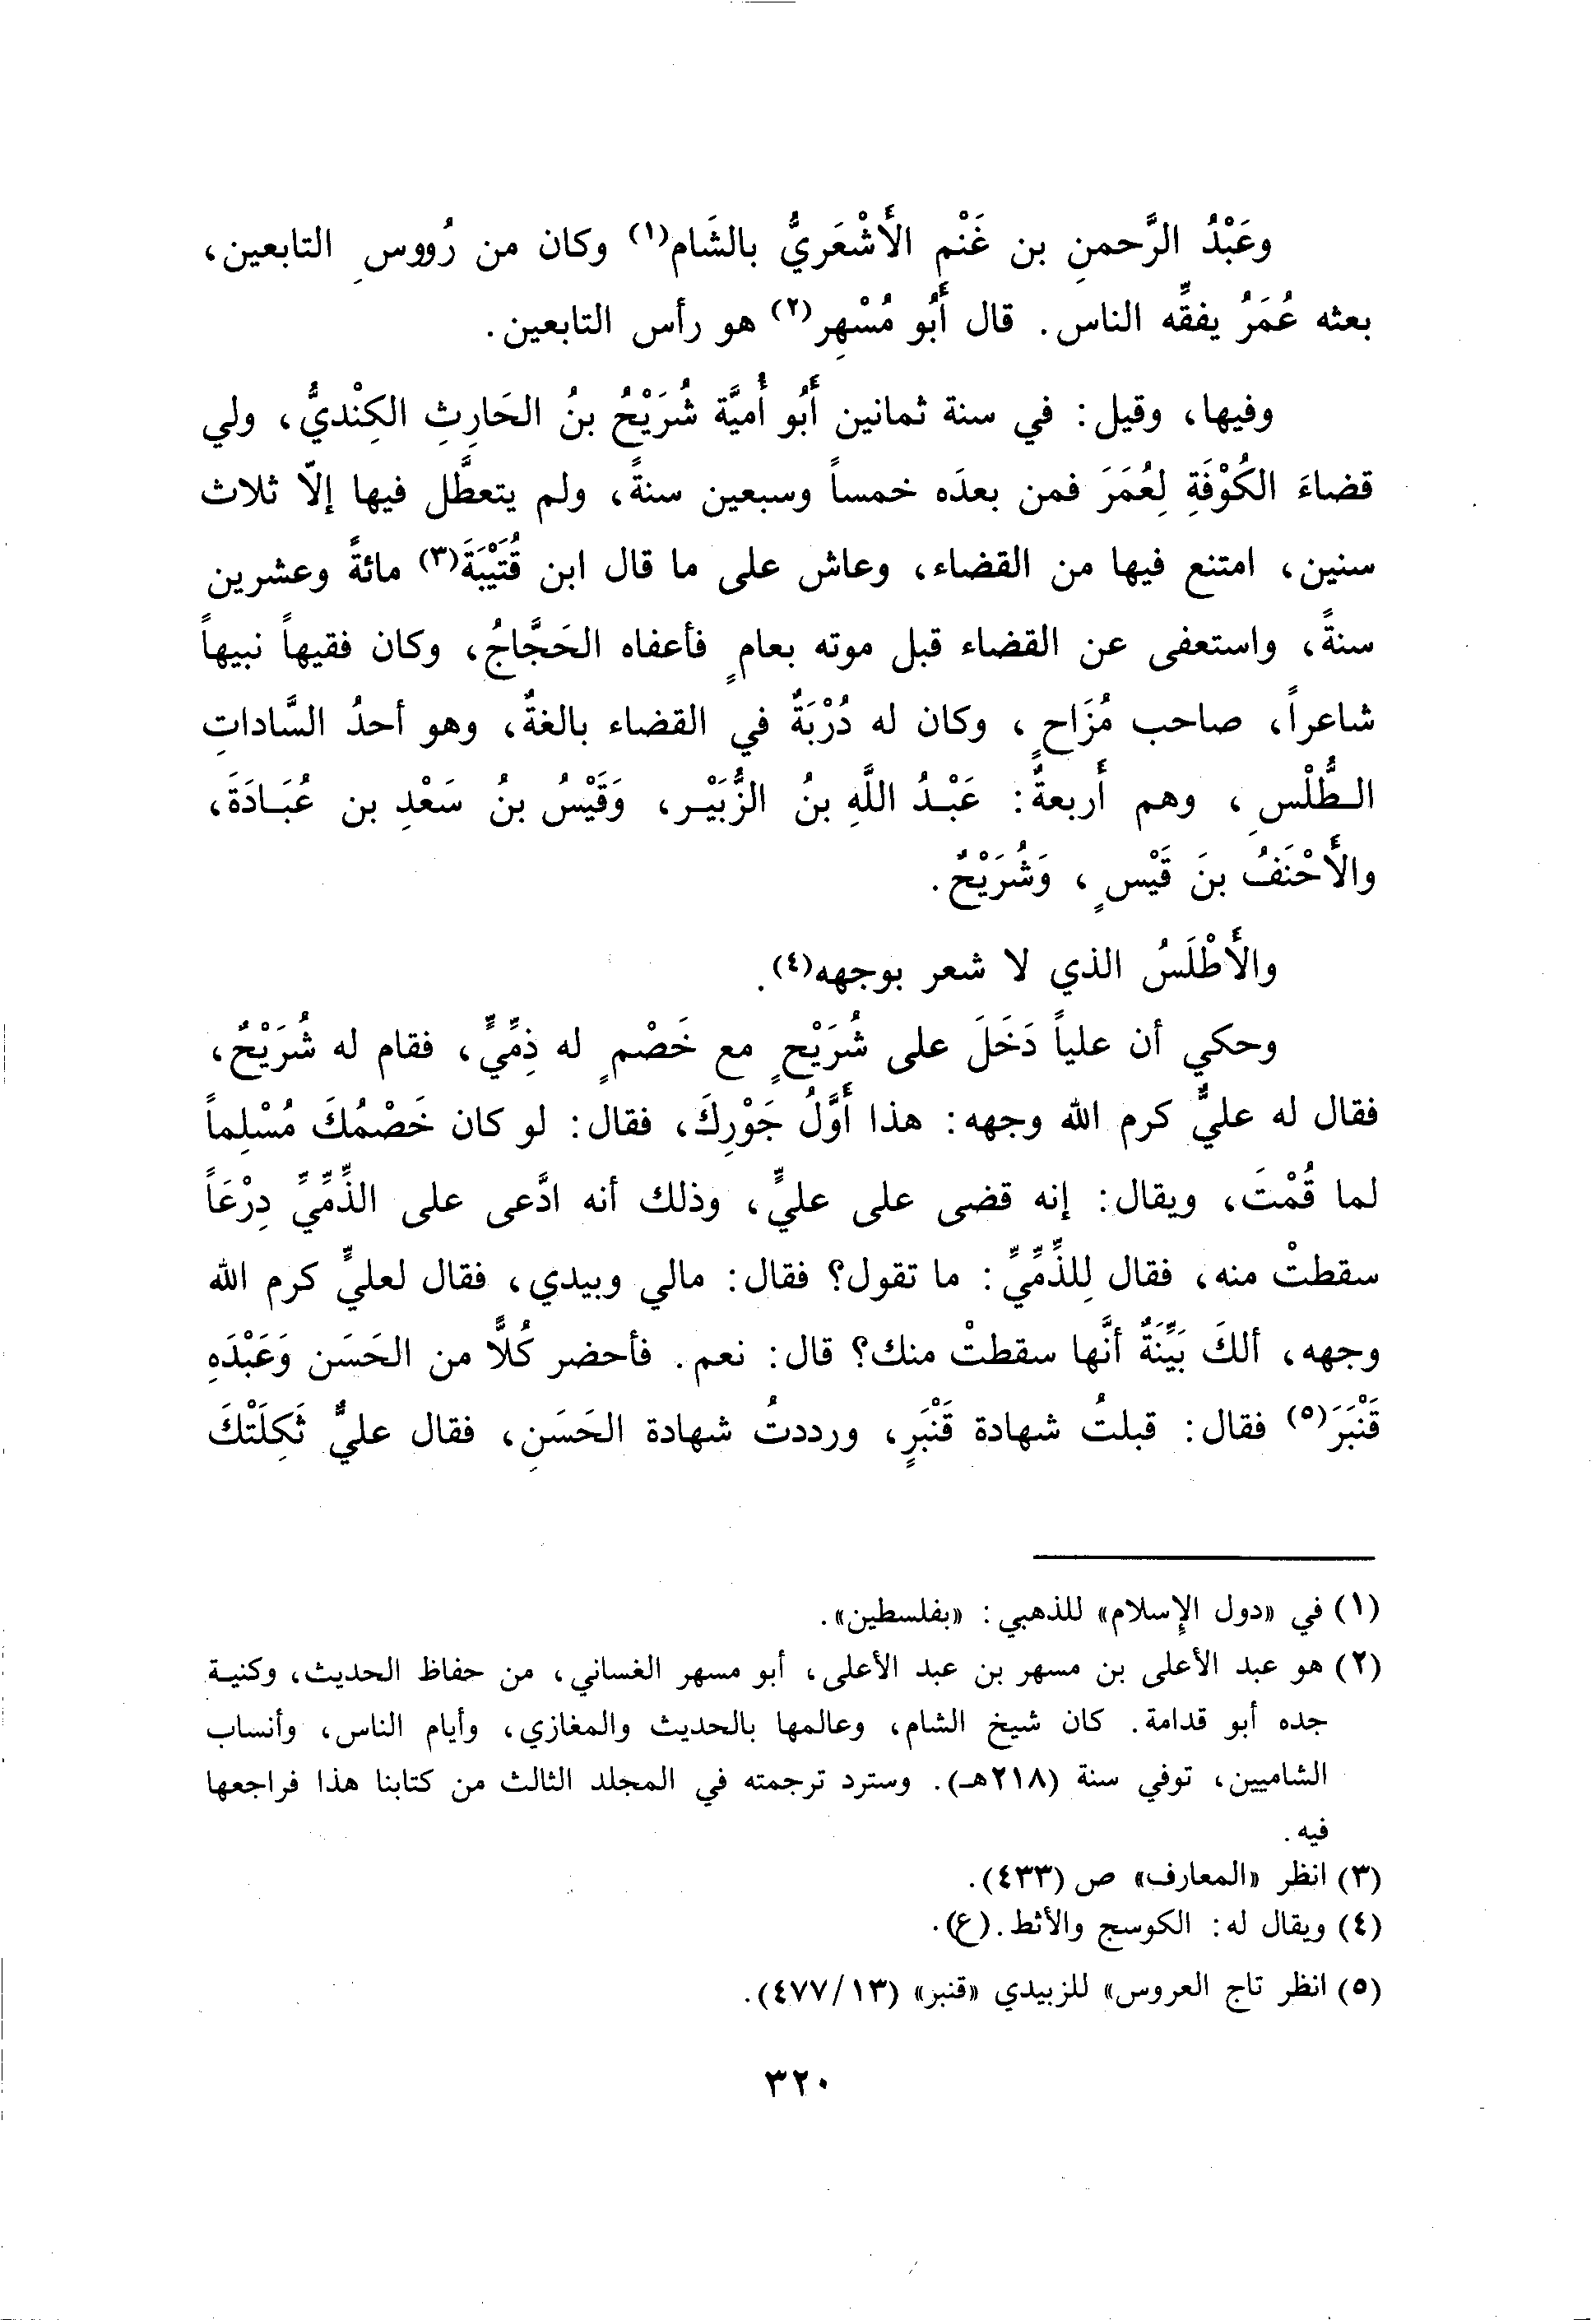 وعَبْدُ الرَّحمنِ بن غَنْمٍ الأَشْعَريُّ بالشَام(١) وكان من رُووسِ التابعين،
بعثه عُمَرُ يفقِّه الناس. قال أَبُو مُسْهِرٍ(٢) هو رأس التابعين.
وفيها، وقيل: في سنة ثمانين أَبُو أُميَّة شُرَيْحُ بنُ الحَارِثِ الكِنْديُّ، ولي
قضاءَ الكُوْفَةِ لِعُمَرَ فمن بعدَه خمساً وسبعين سنةً، ولم يتعطَّل فيها إلّا ثلاث
سنين، امتنع فيها من القضاء، وعاش على ما قال ابن قُتَيْبَةَ(٣) مائةً وعشرين
سنةً، واستعفى عن القضاء قبل موته بعامٍ فأعفاه الحَجَّاجُ، وكان فقيهاً نبيهاً
شاعراً، صاحب مُزَاحٍ، وكان له دُرْبَةٌ في القضاء بالغةٌ، وهو أحدُ السَّاداتِ
الـطُّلْسِ، وهم أَربعةٌ: عَبْـدُ اللَّهِ بنُ الزُّبَيْـر، وَقَيْسُ بنُ سَعْدِ بن عُبَـادَةَ،
والأَحْنَفُ بنَ قَيْسٍ، وَشُرَيْحٌ.
والأَطْلَسُ الذي لا شعر بوجهه(٤).
وحكي أن علياً دَخَلَ على شُرَيْحٍ مع خَصْمٍ له ذِمِّيٍّ، فقام له شُرَيْحٌ،
فقال له عليٌّ كرم الله وجهه: هذا أَوَّلُ جَوْرِكَ، فقال: لو كان خَصْمُكَ مُسْلِماً
لما قُمْتَ، ويقال: إنه قضى على عليٍّ، وذلك أنه ادَّعى على الذِّمِّيِّ دِرْعَاً
سقطتْ منه، فقال لِلذِّمِّيِّ: ما تقول؟ فقال: مالي وبيدي، فقال لعليٍّ كرم الله
وجهه، ألكَ بَيِّنَةٌ أنَّها سقطتْ منك؟ قال: نعم. فأحضر كُلًّا من الحَسَن وَعَبْدَهِ
قَنْبَرَ(٥) فقال: قبلتُ شهادة قَنْبَرٍ، ورددتُ شهادة الحَسَنِ، فقال عليٌّ ثَكِلَتْكَ
(١) في «دول الإسلام» للذهبي: «بفلسطين».
(٢) هو عبد الأعلى بن مسهر بن عبد الأعلى، أبو مسهر الغساني، من حفاظ الحديث، وكنيـة
جده أبو قدامة. كان شيخ الشام، وعالمها بالحديث والمغازي، وأيام الناس، وأنساب
الشاميين، توفي سنة (٢١٨هـ). وسترد ترجمته في المجلد الثالث من كتابنا هذا فراجعها
فيه.
(٣) انظر «المعارف» ص (٤٣٣).
(٤) ويقال له: الكوسج والأثط.(ع).
(٥) انظر تاج العروس» للزبيدي «قنبر» (١٣/ ٤٧٧).
٣٢٠